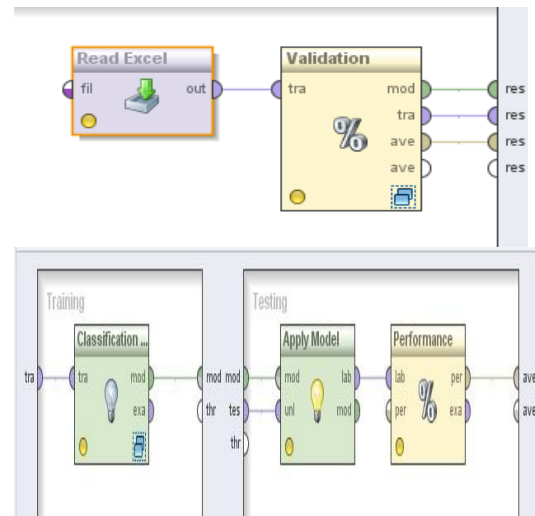 Read Excel Validation
fil out tra mod res
tra res
ave res
ave res
Training Testing
Classification ... Apply Model Performance
tra tra mod mod mod mod lab lab per ave
exa thr tes unl mod per exa ave
thr